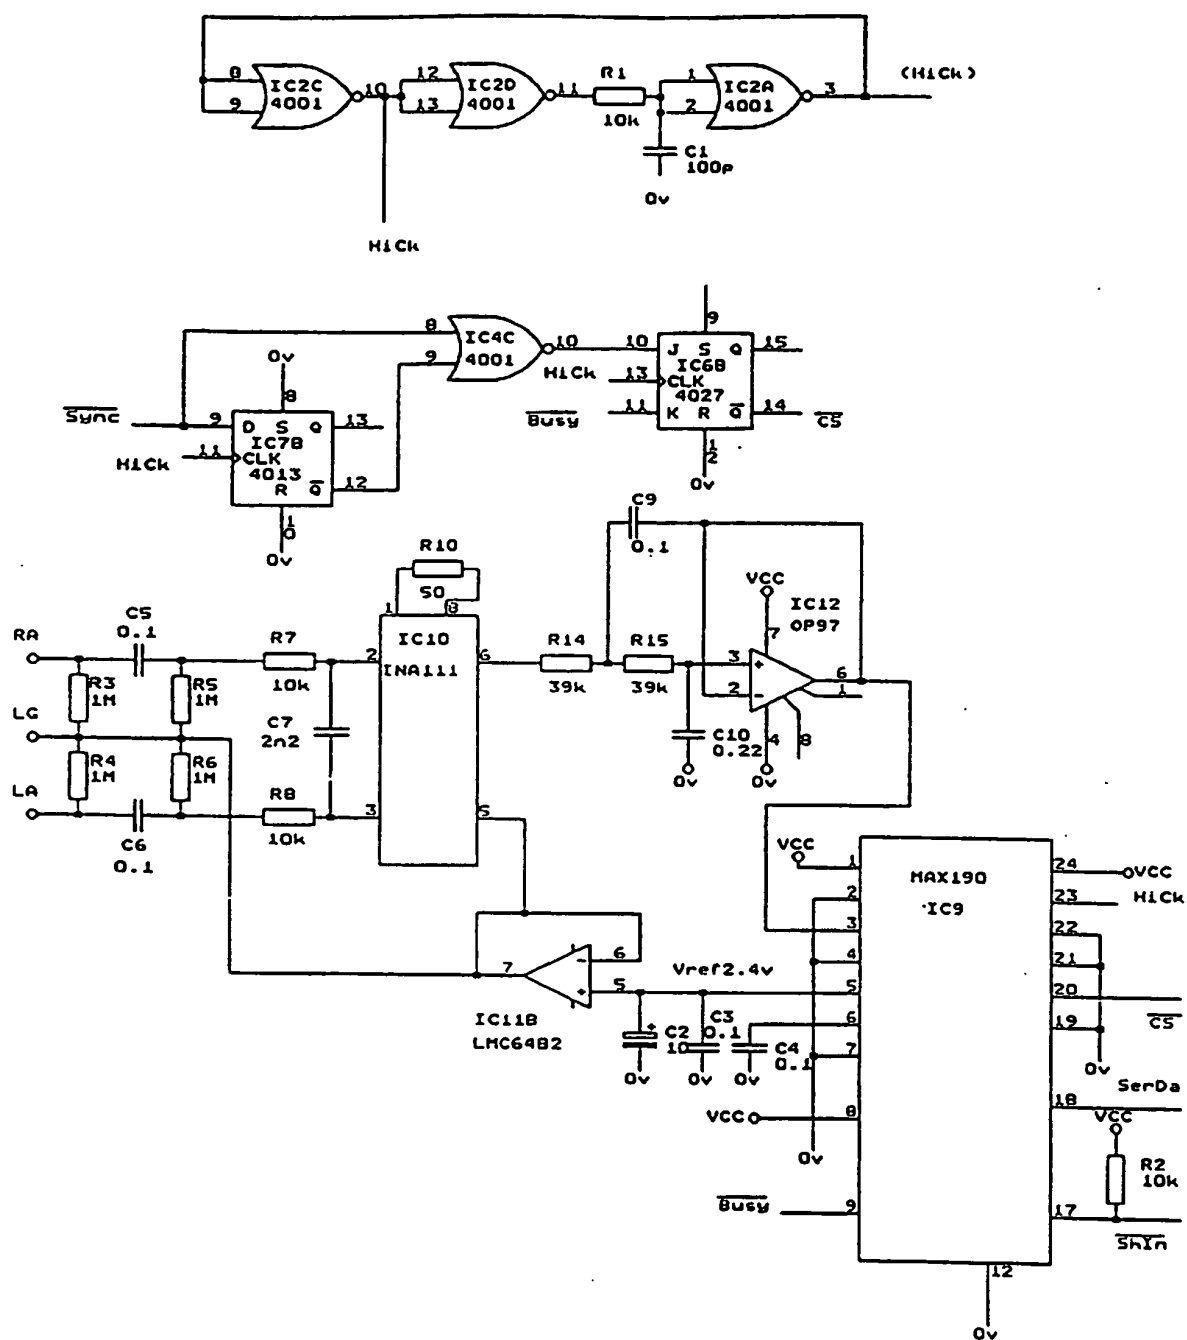 8
9
IC2C
4001
10
12
13
IC2D
4001
11
R1
10k
1
2
IC2A
4001
3
(HiCk)
C1
100p
0v
HiCk
Sync
0v
8
9
D S Q
13
IC7B
HiCk
11
CLK
4013
R Q
12
10
0v
8
9
IC4C
4001
10
9
10
J S Q
15
IC6B
HiCk
13
CLK
4027
Busy
11
K R Q
14
CS
12
0v
RA
C5
0.1
R3
1M
R5
1M
LG
R4
1M
R6
1M
LA
C6
0.1
R7
10k
C7
2n2
R8
10k
R10
50
1
8
IC10
INA111
2
3
6
5
R14
39k
R15
39k
C9
0.1
C10
0.22
0v
VCC
7
IC12
OP97
3
+
2
-
6
1
8
4
0v
7
6
-
5
+
IC11B
LMC6482
Vref2.4v
+
C2
10
0v
C3
0.1
0v
C4
0.1
0v
VCC
1
2
3
4
5
6
7
VCC
8
0v
Busy
9
MAX190
IC9
24
VCC
23
HiCk
22
21
20
CS
19
0v
18
SerDa
VCC
R2
10k
17
ShIn
12
0v